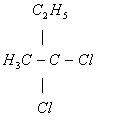 C₂H₅
|
H₃C – C – Cl
|
Cl